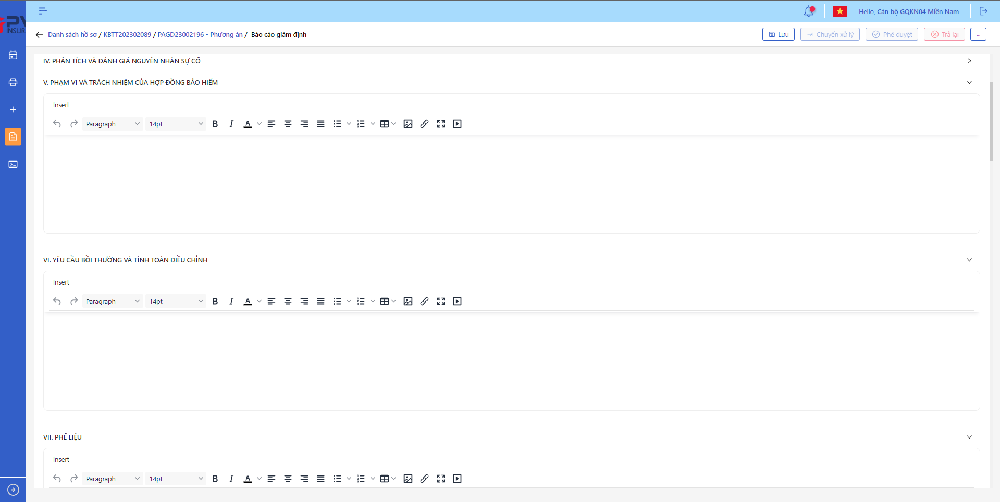 PV
INSURA
Hello, Cán bộ GQKN04 Miền Nam
Danh sách hồ sơ / KBTT202302089 / PAGD23002196 - Phương án / Báo cáo giám định
Lưu
Chuyển xử lý
Phê duyệt
Trả lại
...
IV. PHÂN TÍCH VÀ ĐÁNH GIÁ NGUYÊN NHÂN SỰ CỐ
V. PHẠM VI VÀ TRÁCH NHIỆM CỦA HỢP ĐỒNG BẢO HIỂM
Insert
Paragraph 14pt B I A
VI. YÊU CẦU BỒI THƯỜNG VÀ TÍNH TOÁN ĐIỀU CHỈNH
Insert
Paragraph 14pt B I A
VII. PHẾ LIỆU
Insert
Paragraph 14pt B I A